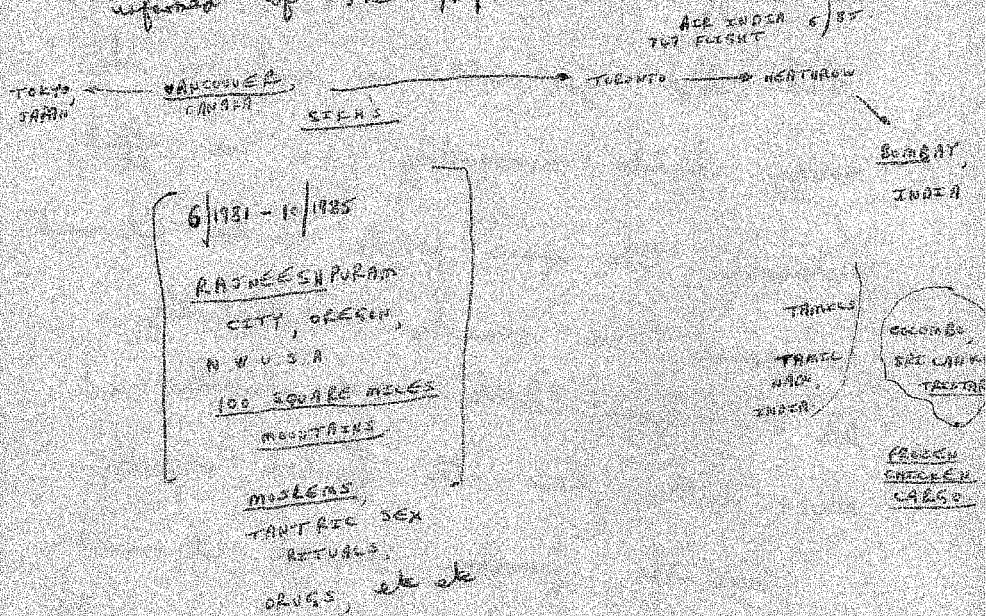 AIR INDIA 6/85
747 FLIGHT
TOKYO, VANCOUVER, TORONTO HEATHROW
JAPAN CANADA
SIKHS
BOMBAY,
INDIA
6/1981 - 10/1985
RAJNEESHPURAM
CITY, OREGON,
N W U S A
100 SQUARE MILES
MOUNTAINS
TAMILS
TAMIL
NADU,
INDIA
COLOMBO,
SRI LANKA
FROZEN
CHICKEN
CARGO
MOSLEMS,
TANTRIC SEX
RITUALS,
DRUGS, etc etc